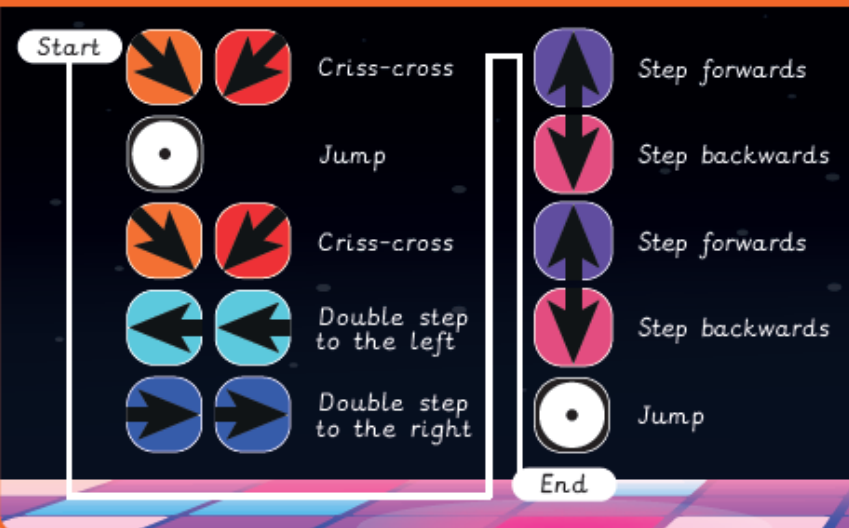 Start
Criss-cross
Jump
Criss-cross
Double step
to the left
Double step
to the right
Step forwards
Step backwards
Step forwards
Step backwards
Jump
End